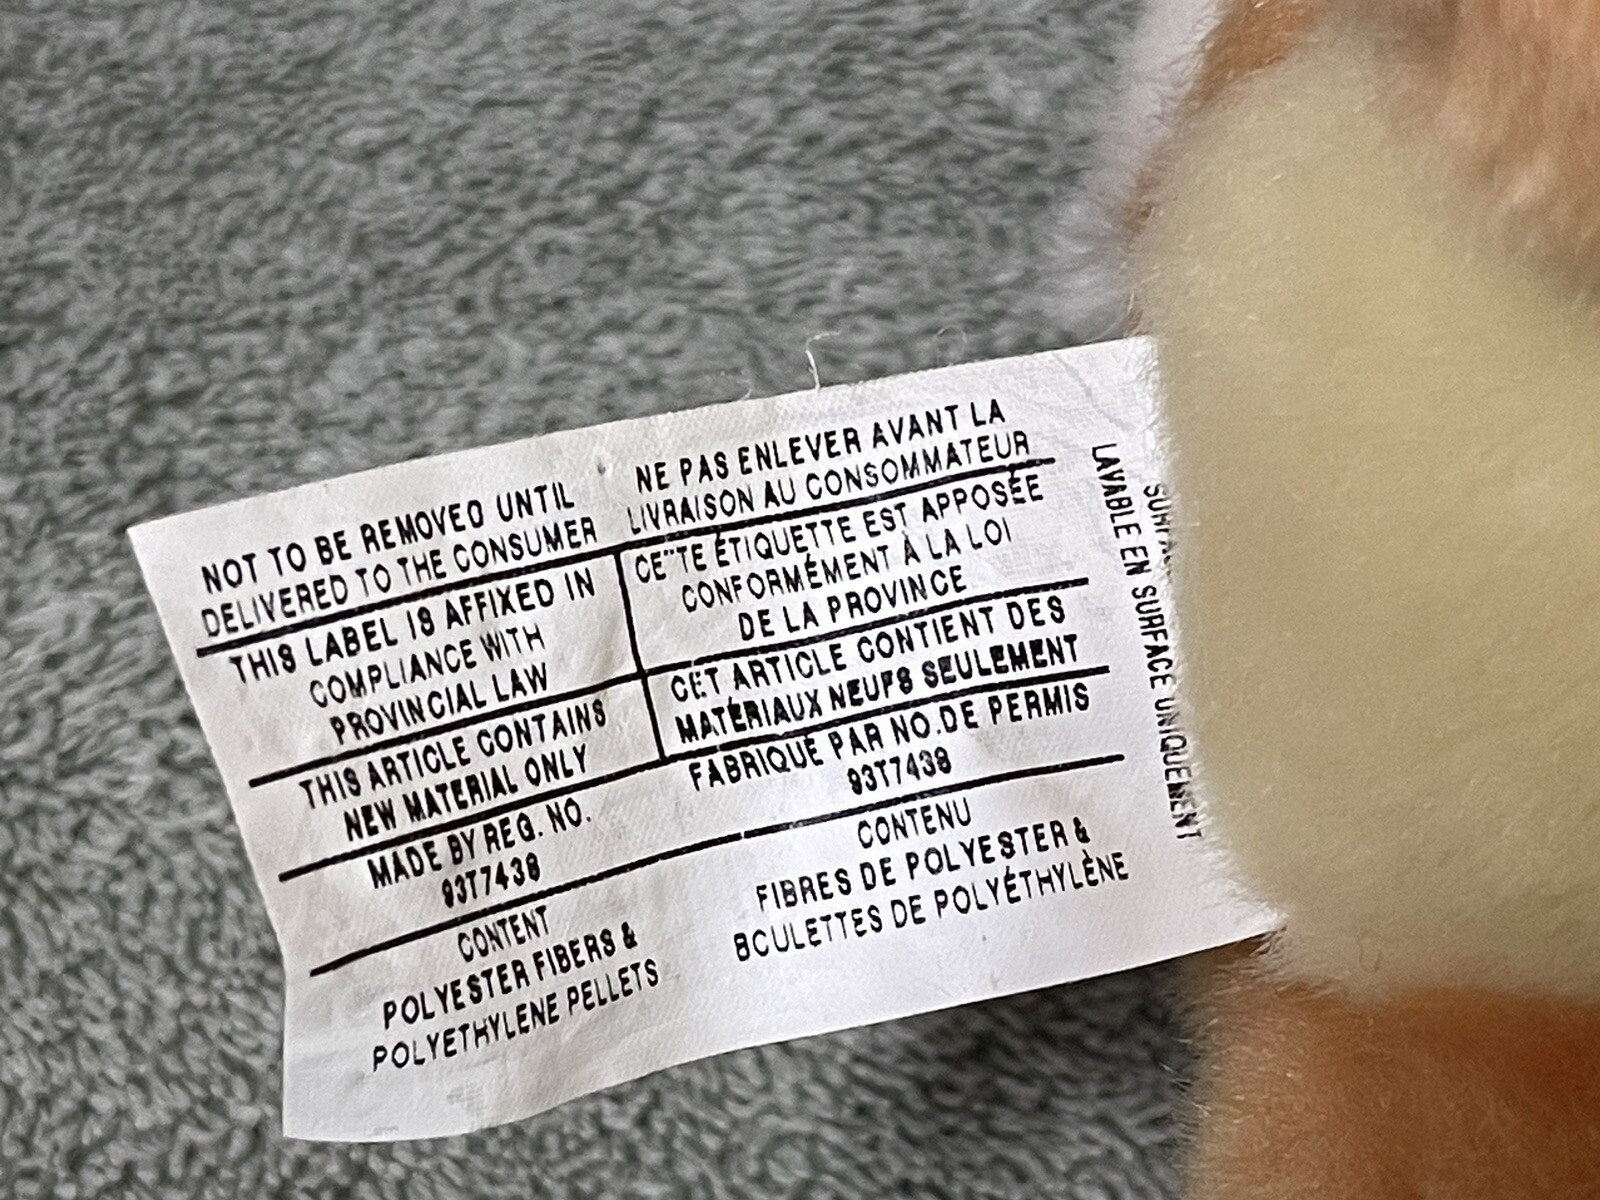 NOT TO BE REMOVED UNTIL
DELIVERED TO THE CONSUMER
THIS LABEL IS AFFIXED IN
COMPLIANCE WITH
PROVINCIAL LAW
THIS ARTICLE CONTAINS
NEW MATERIAL ONLY
MADE BY REG. NO.
93T7438
CONTENT
POLYESTER FIBERS &
POLYETHYLENE PELLETS
NE PAS ENLEVER AVANT LA
LIVRAISON AU CONSOMMATEUR
CETTE ÉTIQUETTE EST APPOSÉE
CONFORMÉMENT À LA LOI
DE LA PROVINCE
CET ARTICLE CONTIENT DES
MATÉRIAUX NEUFS SEULEMENT
FABRIQUÉ PAR NO. DE PERMIS
93T7438
CONTENU
FIBRES DE POLYESTER &
BOULETTES DE POLYÉTHYLÈNE
LAVABLE EN SURFACE UNIQUEMENT